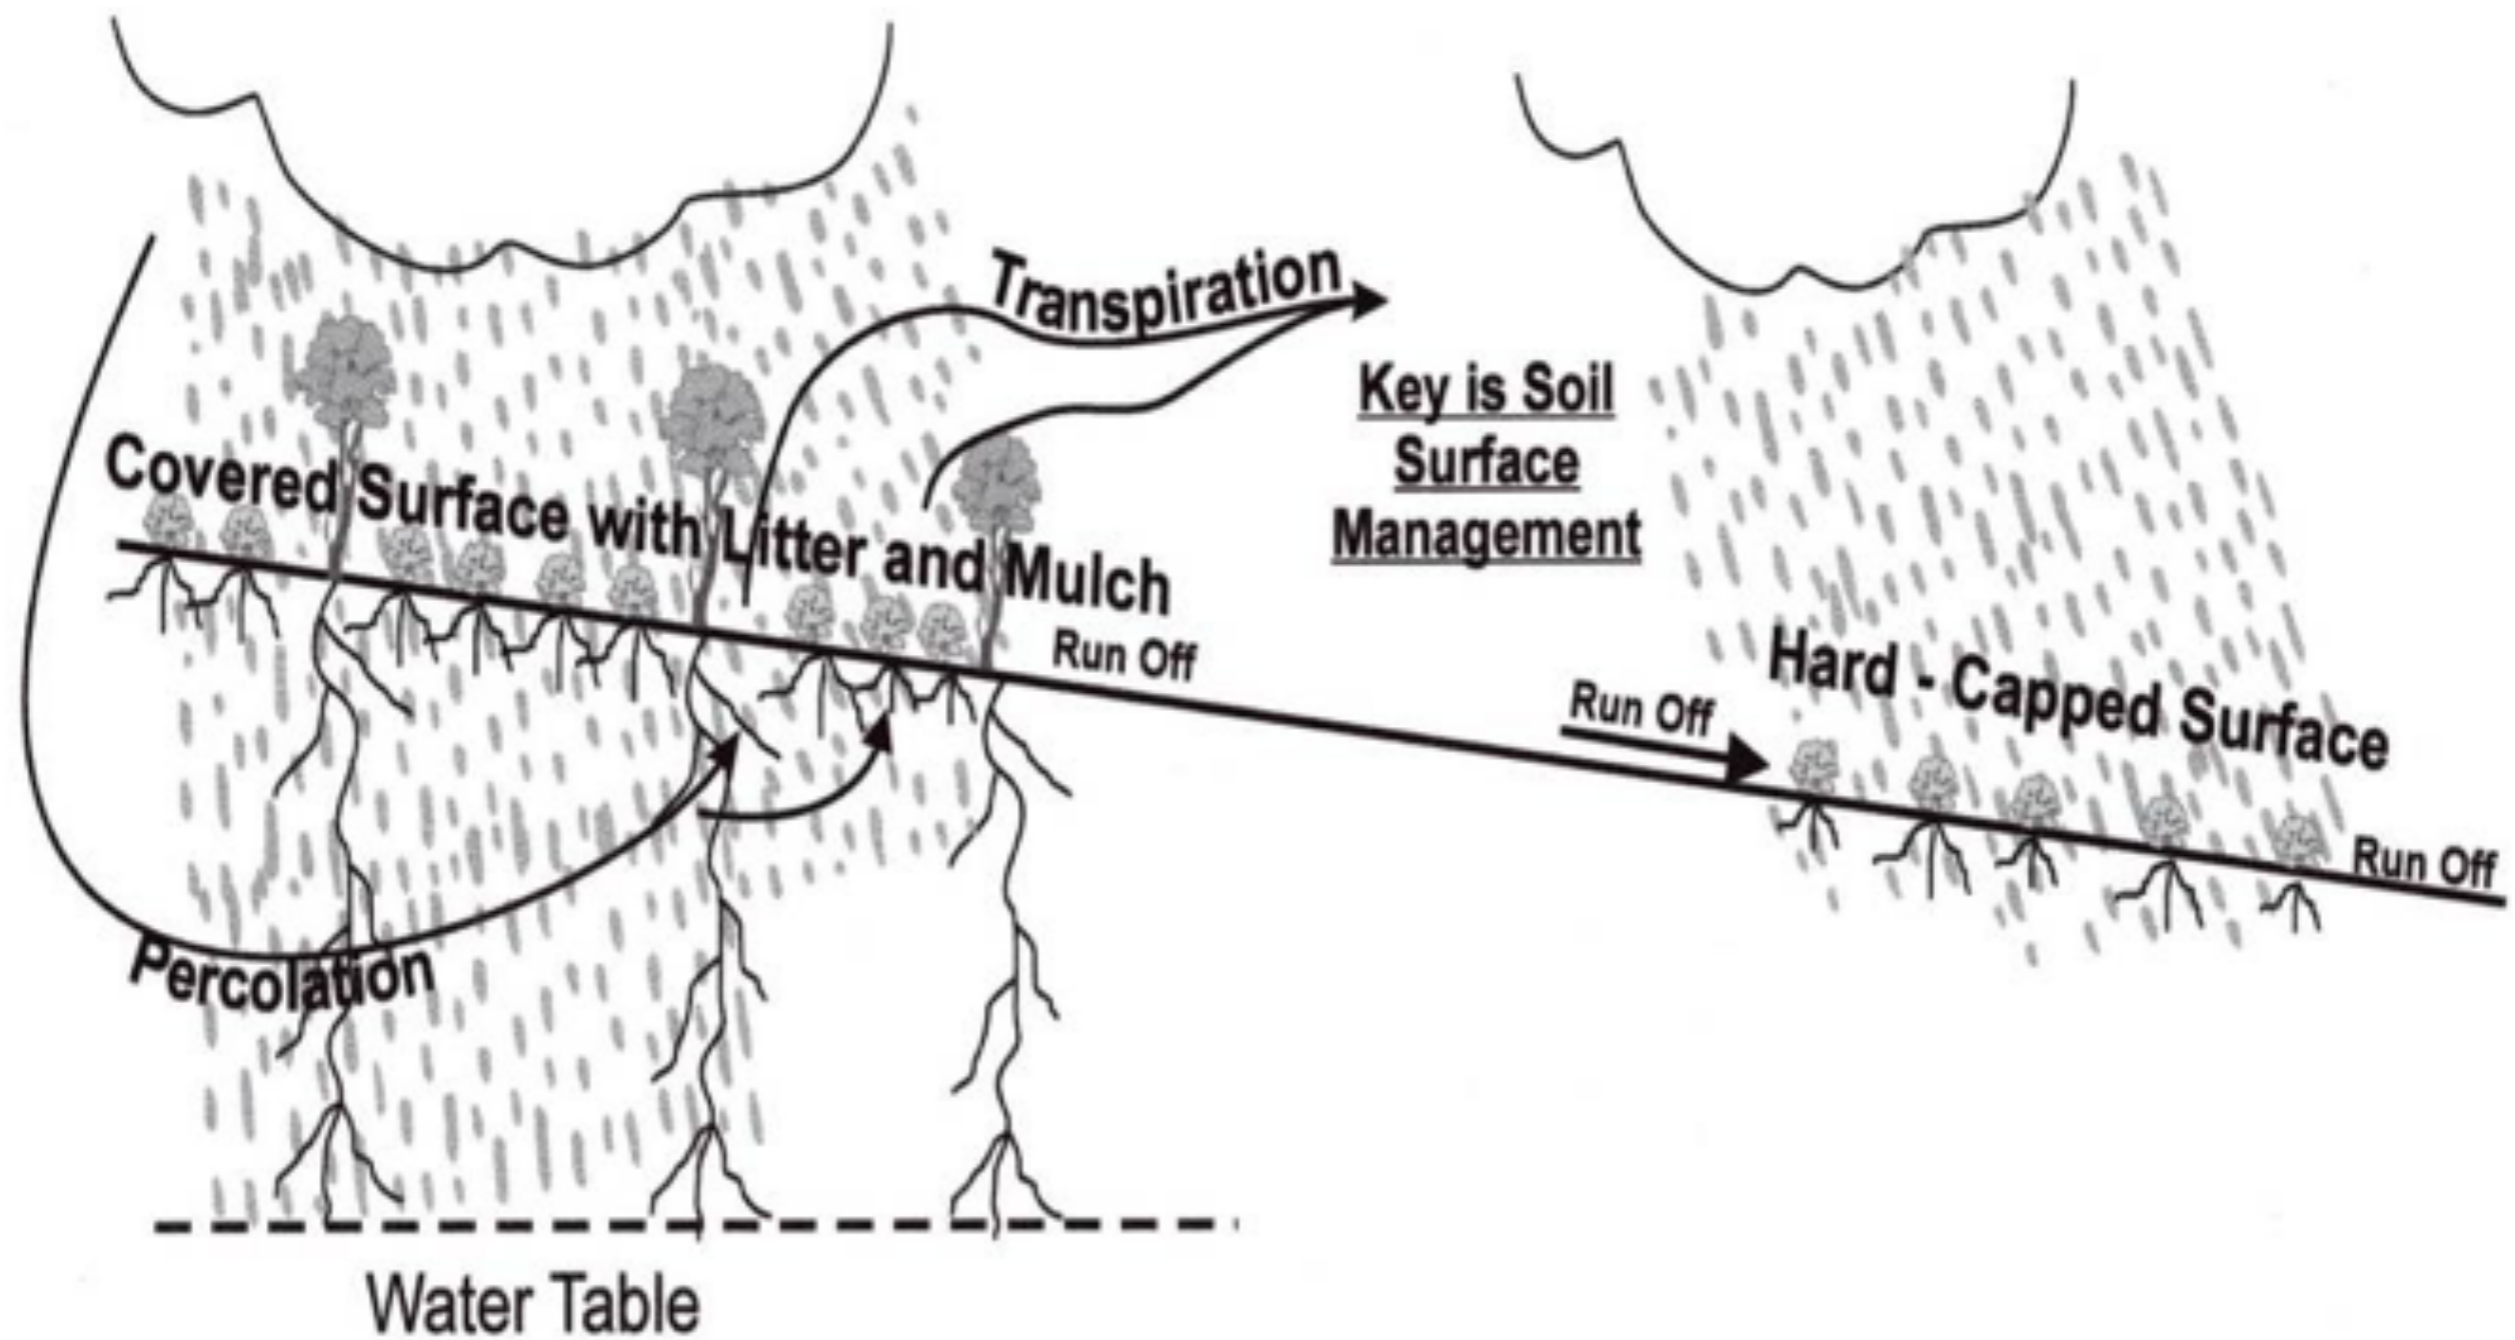 Transpiration
Key is Soil
Surface
Management
Covered Surface with Litter and Mulch
Run Off
Run Off
Hard - Capped Surface
Run Off
Percolation
Water Table